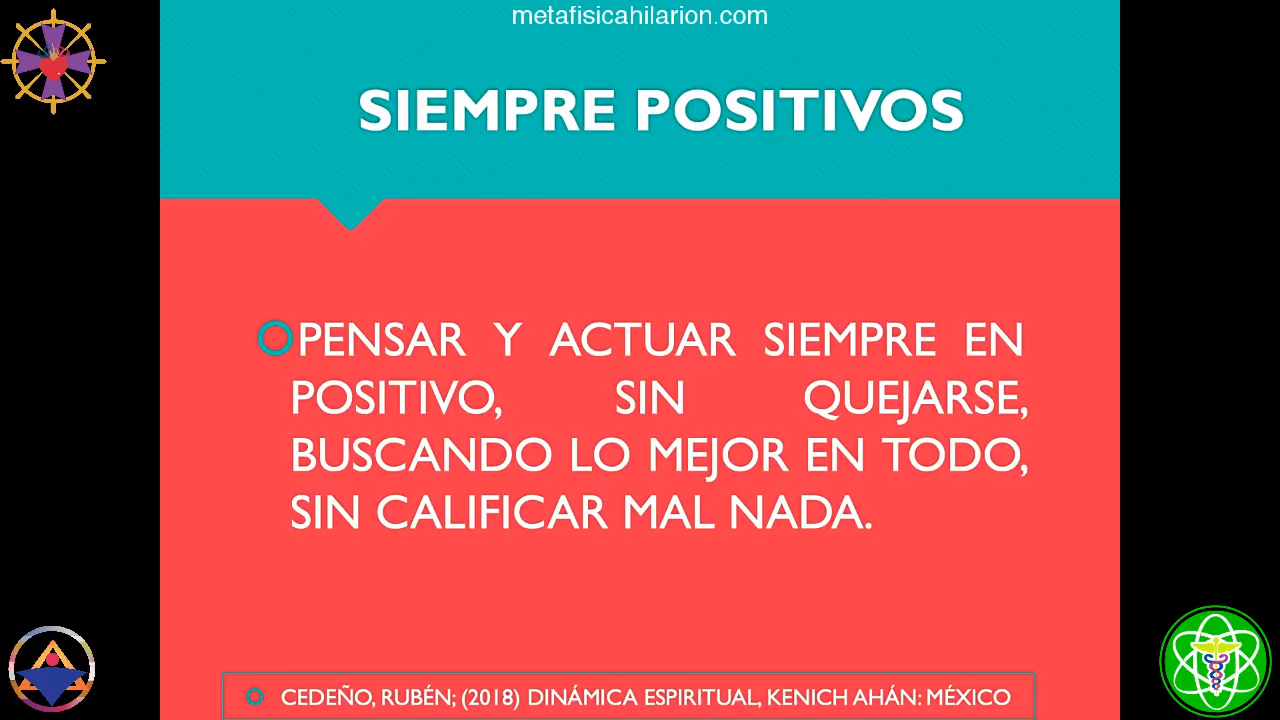 metafisicahilarion.com
SIEMPRE POSITIVOS
PENSAR Y ACTUAR SIEMPRE EN
POSITIVO, SIN QUEJARSE,
BUSCANDO LO MEJOR EN TODO,
SIN CALIFICAR MAL NADA.
CEDEÑO, RUBÉN; (2018) DINÁMICA ESPIRITUAL, KENICH AHÁN: MÉXICO